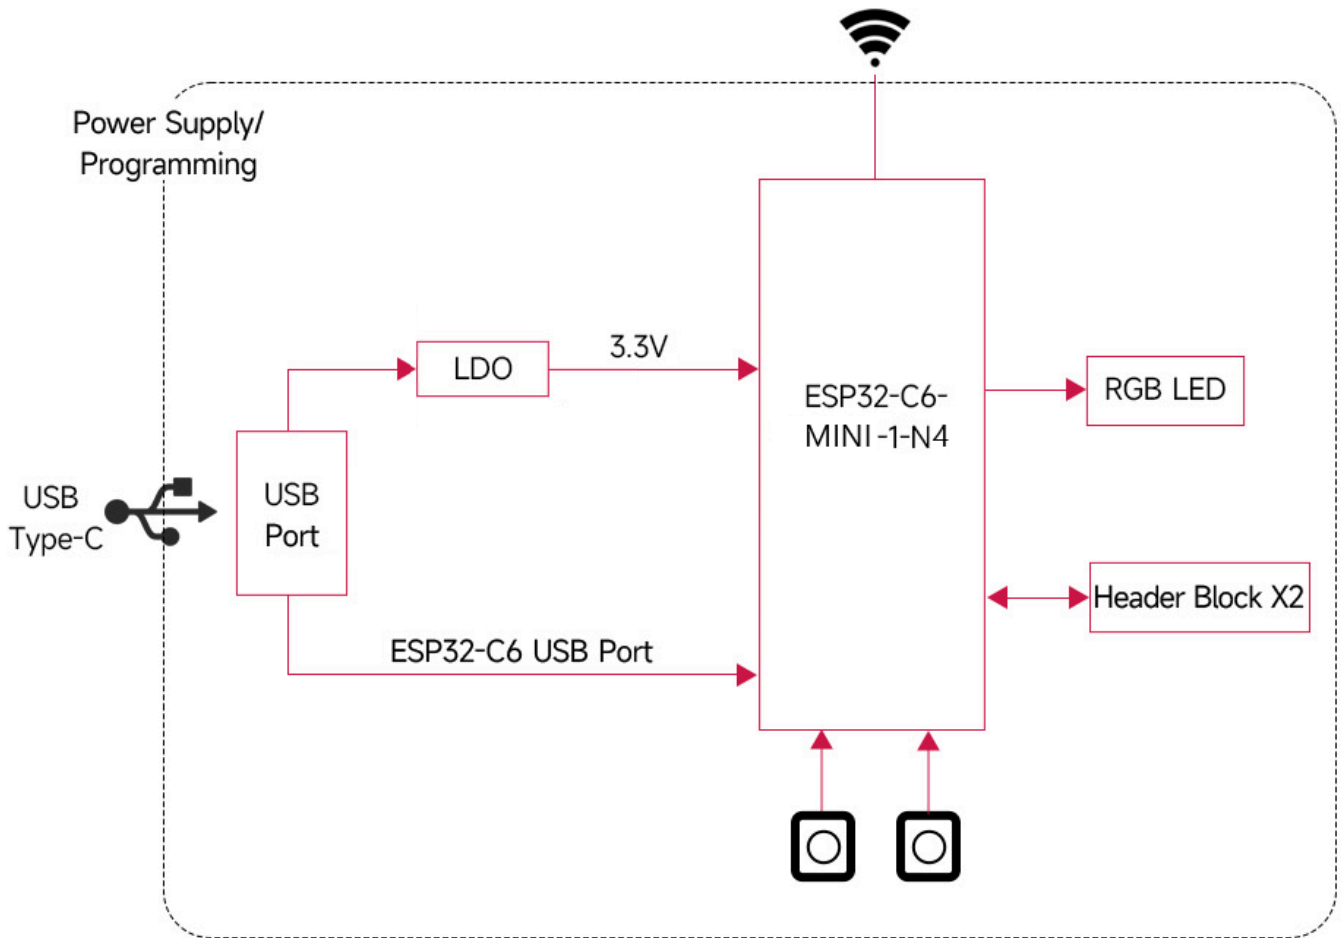 Power Supply/
Programming
3.3V
LDO
ESP32-C6-
MINI-1-N4
RGB LED
USB
Type-C
USB
Port
Header Block X2
ESP32-C6 USB Port